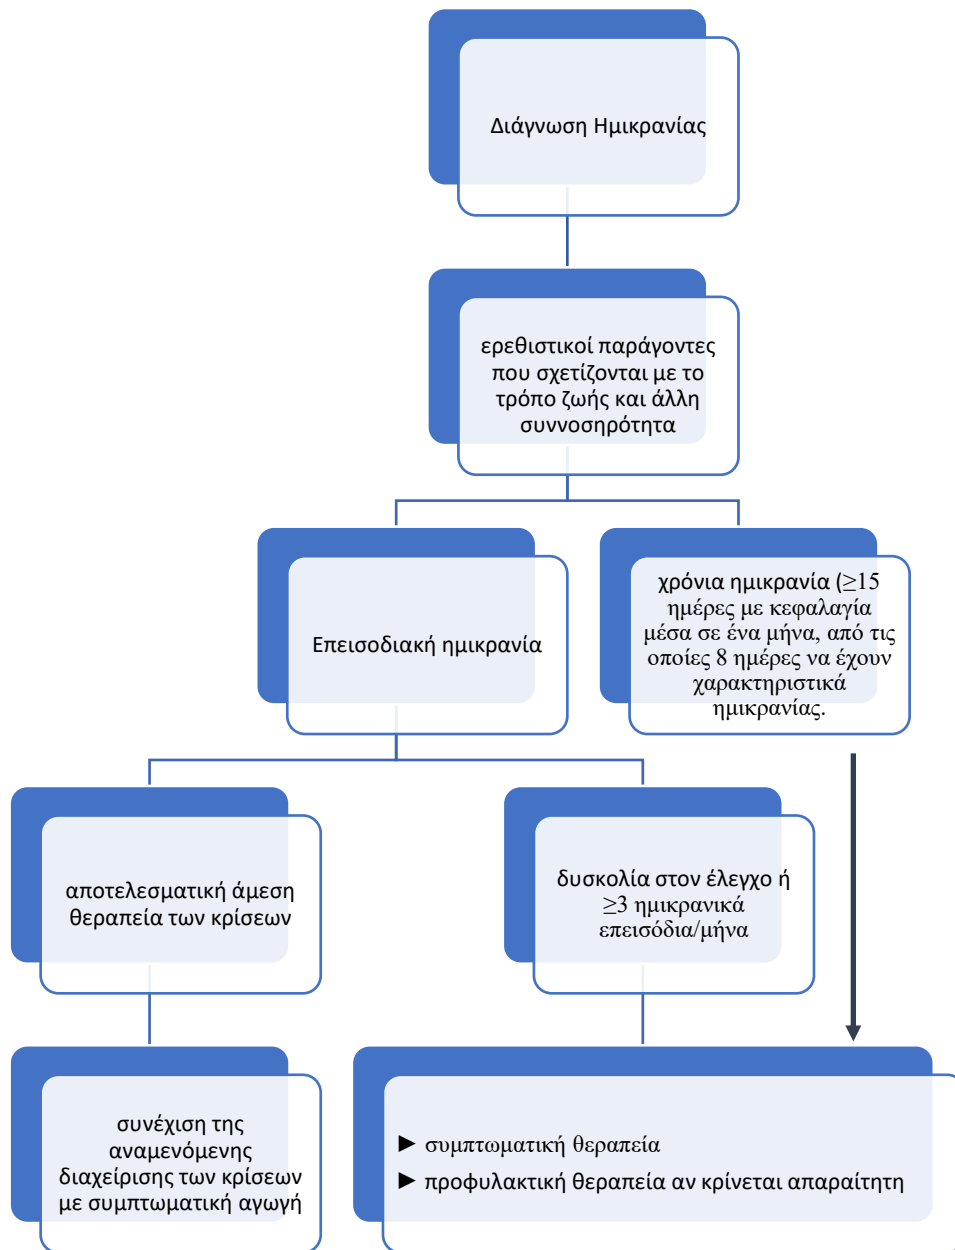 Διάγνωση Ημικρανίας
ερεθιστικοί παράγοντες
που σχετίζονται με το
τρόπο ζωής και άλλη
συννοσηρότητα
Επεισοδιακή ημικρανία
χρόνια ημικρανία (≥15
ημέρες με κεφαλαγία
μέσα σε ένα μήνα, από τις
οποίες 8 ημέρες να έχουν
χαρακτηριστικά
ημικρανίας.
αποτελεσματική άμεση
θεραπεία των κρίσεων
δυσκολία στον έλεγχο ή
≥3 ημικρανικά
επεισόδια/μήνα
συνέχιση της
αναμενόμενης
διαχείρισης των κρίσεων
με συμπτωματική αγωγή
► συμπτωματική θεραπεία
► προφυλακτική θεραπεία αν κρίνεται απαραίτητη